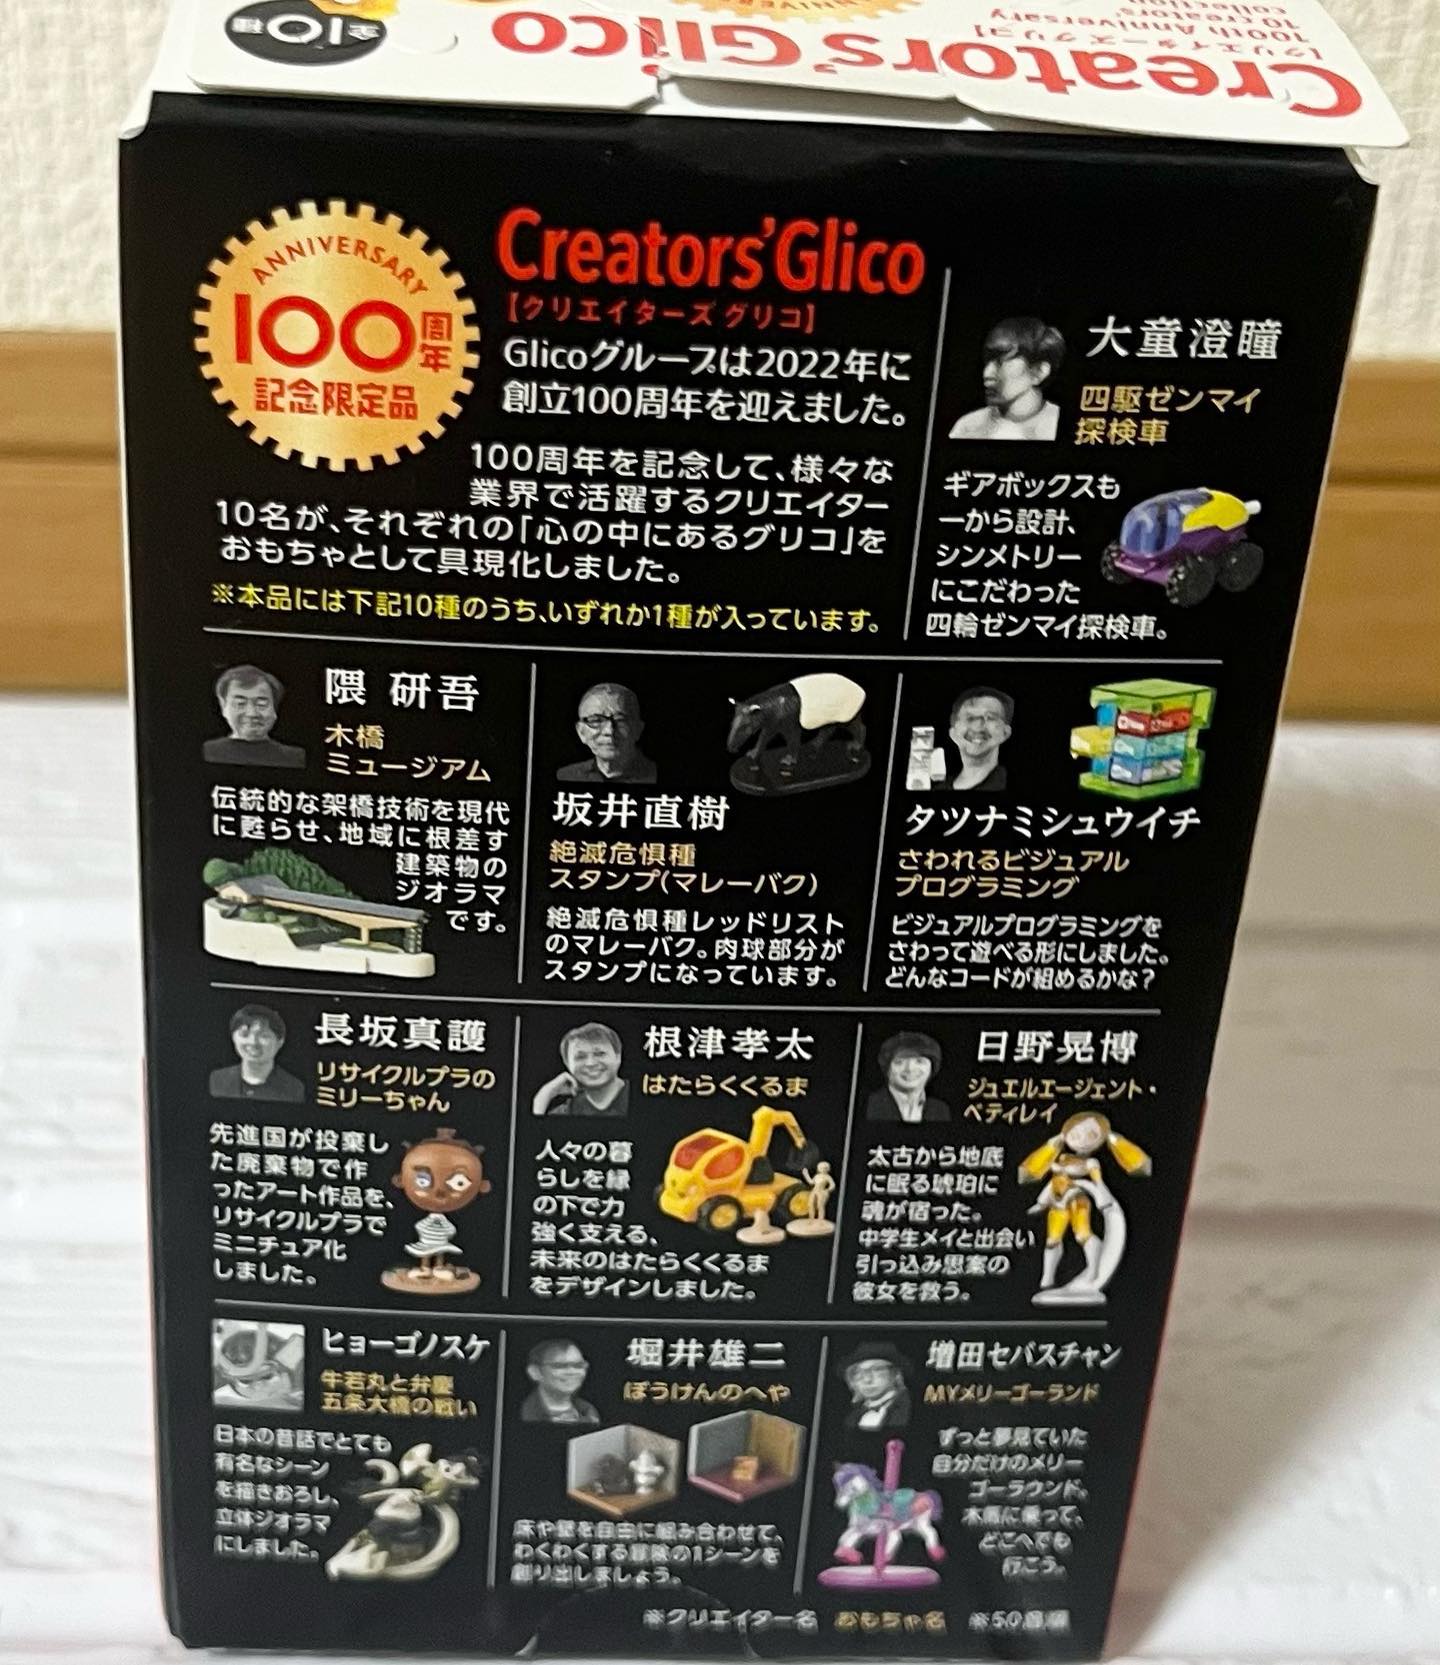 Creators'Glico
【クリエイターズ グリコ】
100th Anniversary
10 creators'
collection
全10種
ANNIVERSARY
100周年
記念限定品
Creators'Glico
【クリエイターズ グリコ】
Glicoグループは2022年に
創立100周年を迎えました。
100周年を記念して、様々な
業界で活躍するクリエイター
10名が、それぞれの「心の中にあるグリコ」を
おもちゃとして具現化しました。
※本品には下記10種のうち、いずれか1種が入っています。
大童澄瞳
四駆ゼンマイ
探検車
ギアボックスも
一から設計、
シンメトリー
にこだわった
四輪ゼンマイ探検車。
隈 研吾
木橋
ミュージアム
伝統的な架橋技術を現代
に甦らせ、地域に根差す
建築物の
ジオラマ
です。
坂井直樹
絶滅危惧種
スタンプ(マレーバク)
絶滅危惧種レッドリスト
のマレーバク。肉球部分が
スタンプになっています。
タツナミシュウイチ
さわれるビジュアル
プログラミング
ビジュアルプログラミングを
さわって遊べる形にしました。
どんなコードが組めるかな?
長坂真護
リサイクルプラの
ミリーちゃん
先進国が投棄し
た廃棄物で作
ったアート作品を、
リサイクルプラで
ミニチュア化
しました。
根津孝太
はたらくくるま
人々の暮
らしを縁
の下で力
強く支える、
未来のはたらくくるま
をデザインしました。
日野晃博
ジュエルエージェント・
ベティレイ
太古から地底
に眠る琥珀に
魂が宿った。
中学生メイと出会い
引っ込み思案の
彼女を救う。
ヒョーゴノスケ
牛若丸と弁慶
五条大橋の戦い
日本の昔話でとても
有名なシーン
を描きおろし、
立体ジオラマ
にしました。
堀井雄二
ぼうけんのへや
床や壁を自由に組み合わせて、
わくわくする冒険の1シーンを
創り出しましょう。
増田セバスチャン
MYメリーゴーランド
ずっと夢見ていた
自分だけのメリー
ゴーラウンド。
木馬に乗って、
どこへでも
行こう。
※クリエイター名 おもちゃ名 ※50音順